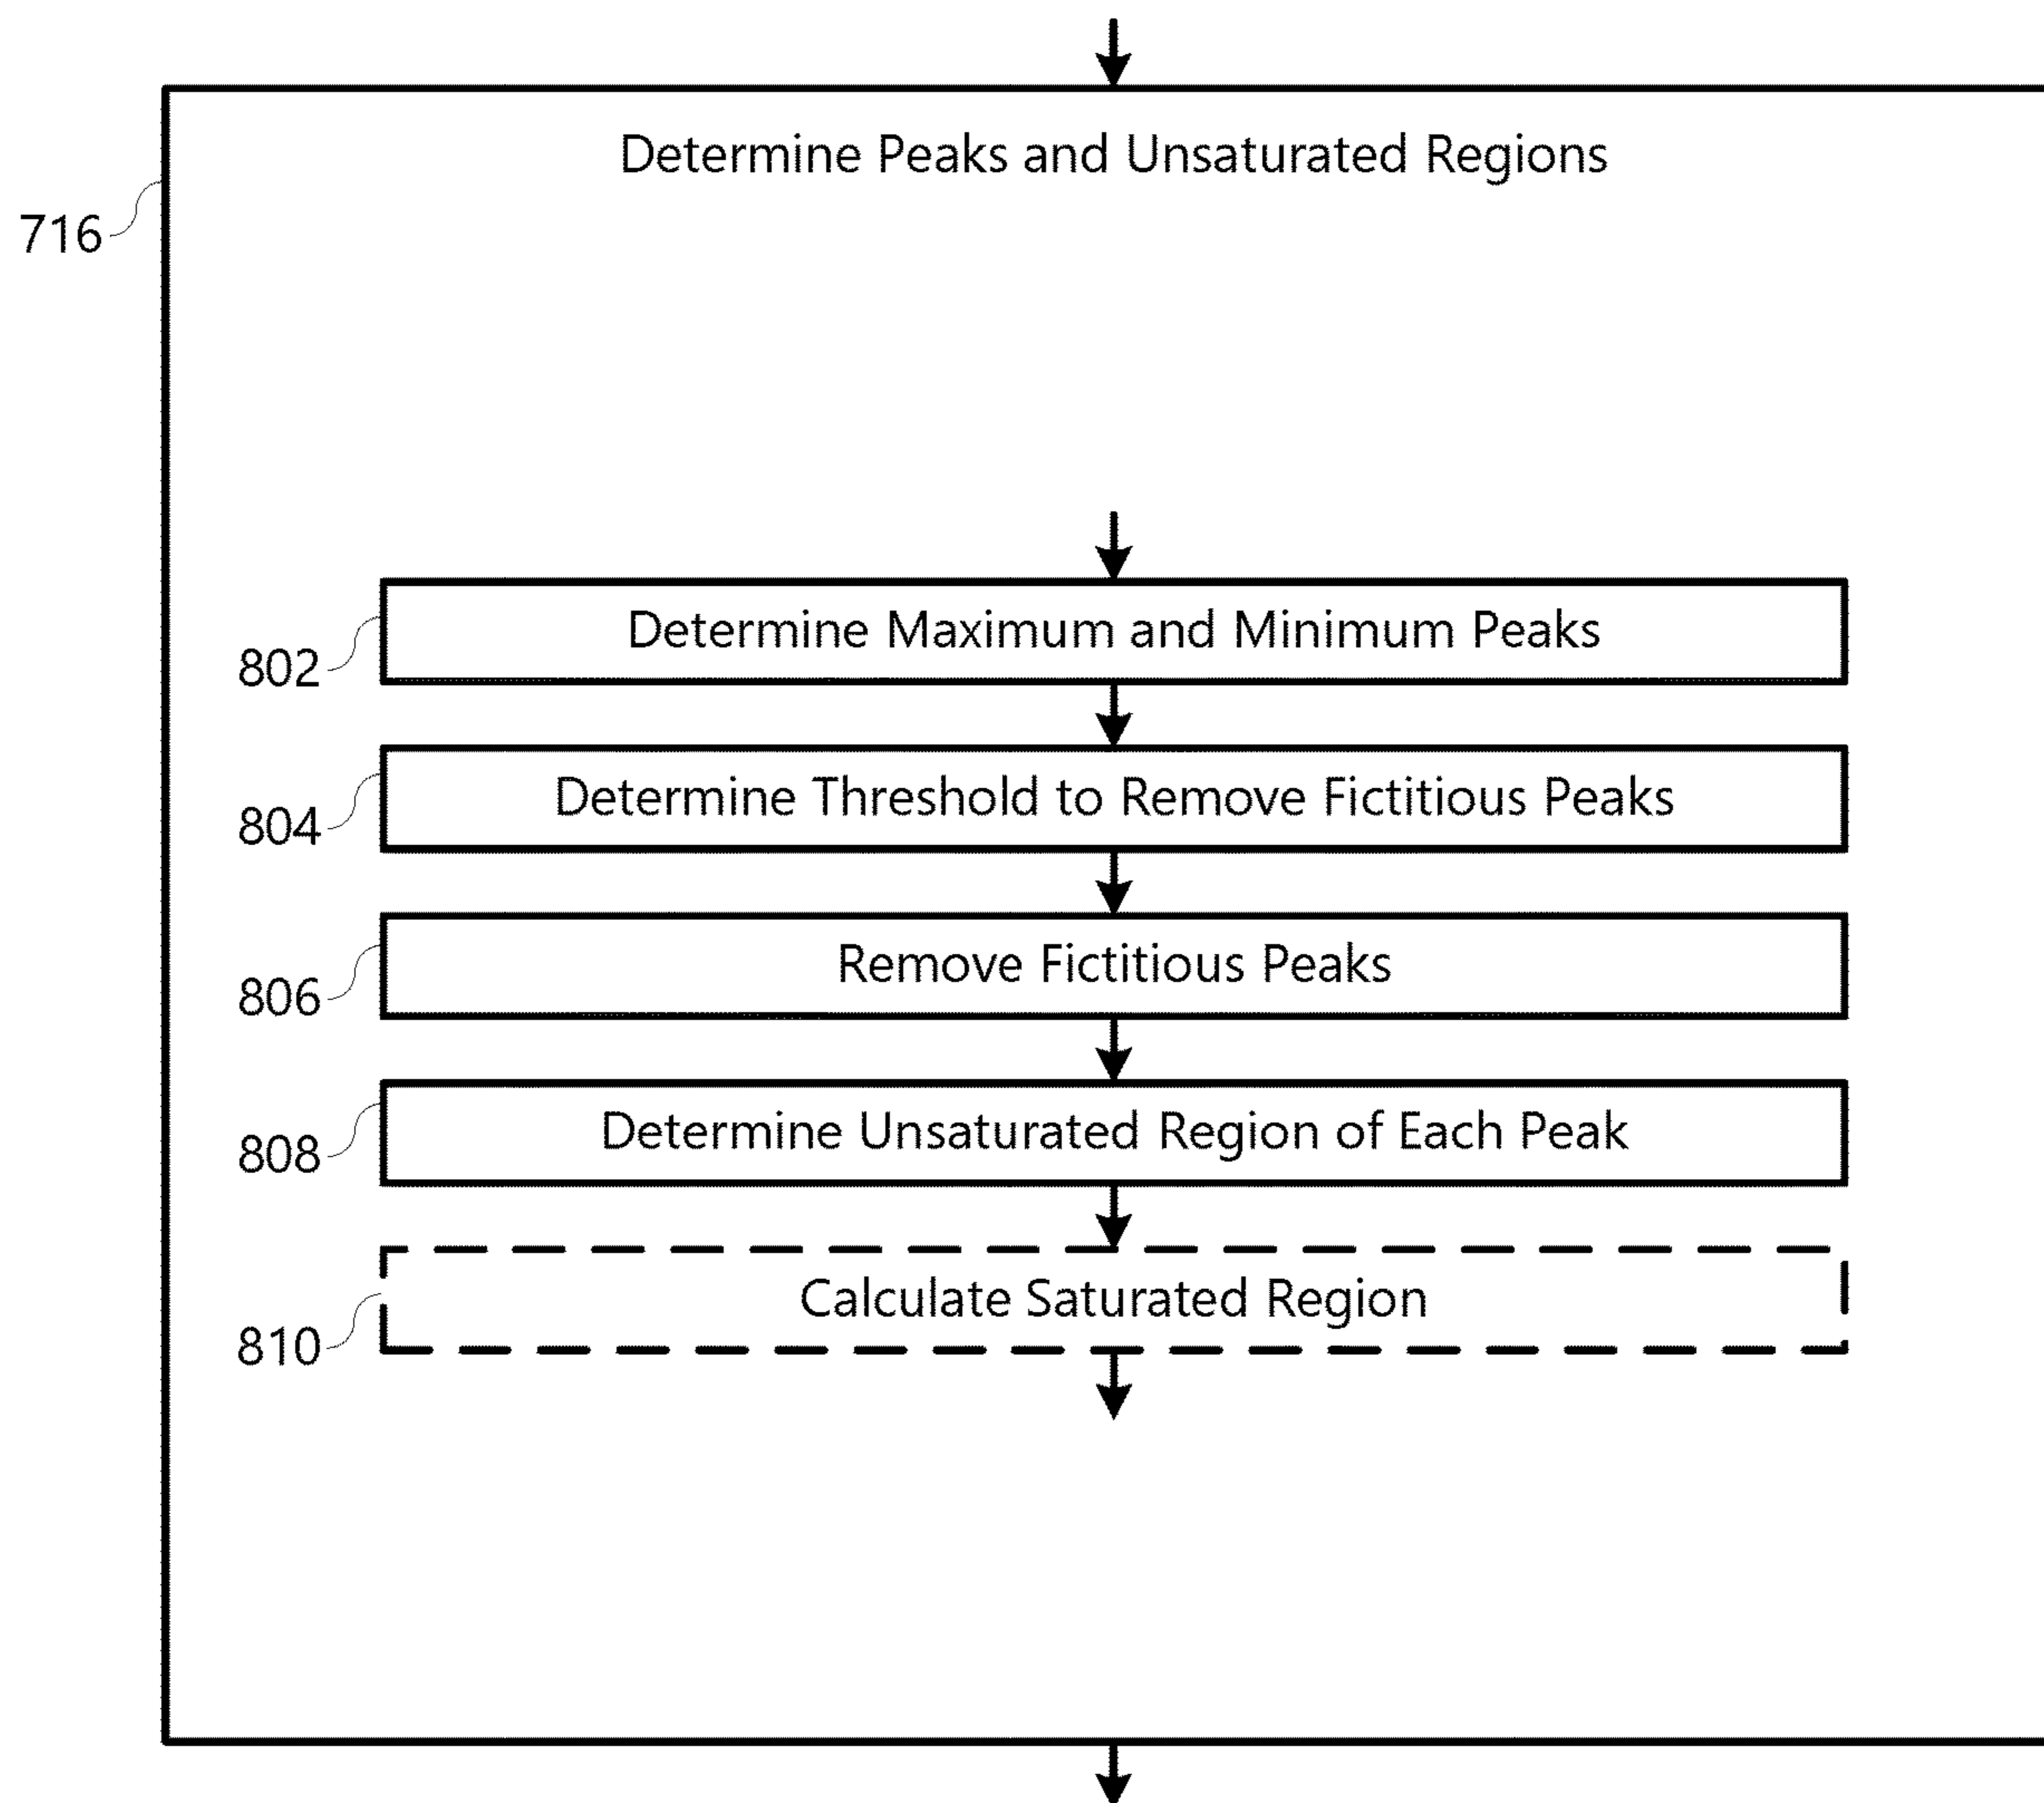 Determine Peaks and Unsaturated Regions
716
Determine Maximum and Minimum Peaks
802
Determine Threshold to Remove Fictitious Peaks
804
Remove Fictitious Peaks
806
Determine Unsaturated Region of Each Peak
808
Calculate Saturated Region
810